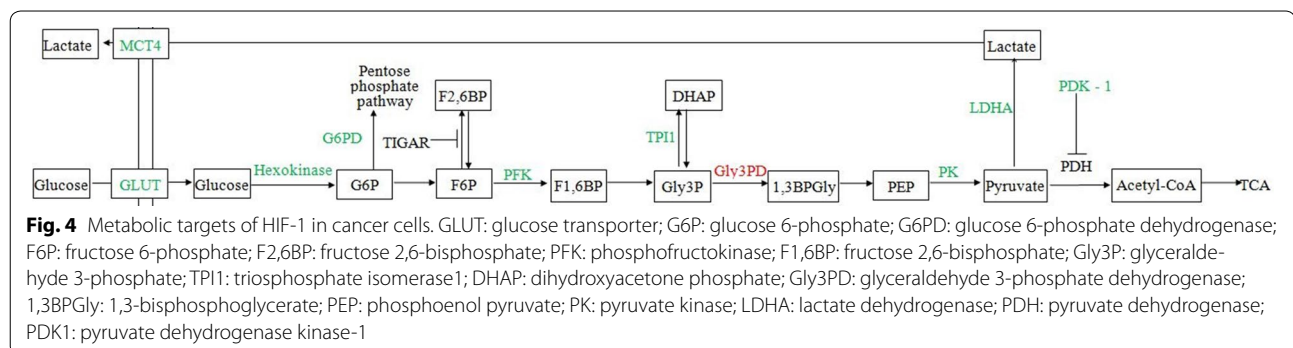 Lactate MCT4 Lactate
Pentose
phosphate
pathway
F2,6BP
DHAP
PDK - 1
LDHA
G6PD
TIGAR
TPI1
Hexokinase
PFK
Gly3PD
PK
PDH
Glucose GLUT Glucose G6P F6P F1,6BP Gly3P 1,3BPGly PEP Pyruvate Acetyl-CoA TCA
Fig. 4 Metabolic targets of HIF-1 in cancer cells. GLUT: glucose transporter; G6P: glucose 6-phosphate; G6PD: glucose 6-phosphate dehydrogenase;
F6P: fructose 6-phosphate; F2,6BP: fructose 2,6-bisphosphate; PFK: phosphofructokinase; F1,6BP: fructose 2,6-bisphosphate; Gly3P: glyceralde-
hyde 3-phosphate; TPI1: triosphosphate isomerase1; DHAP: dihydroxyacetone phosphate; Gly3PD: glyceraldehyde 3-phosphate dehydrogenase;
1,3BPGly: 1,3-bisphosphoglycerate; PEP: phosphoenol pyruvate; PK: pyruvate kinase; LDHA: lactate dehydrogenase; PDH: pyruvate dehydrogenase;
PDK1: pyruvate dehydrogenase kinase-1